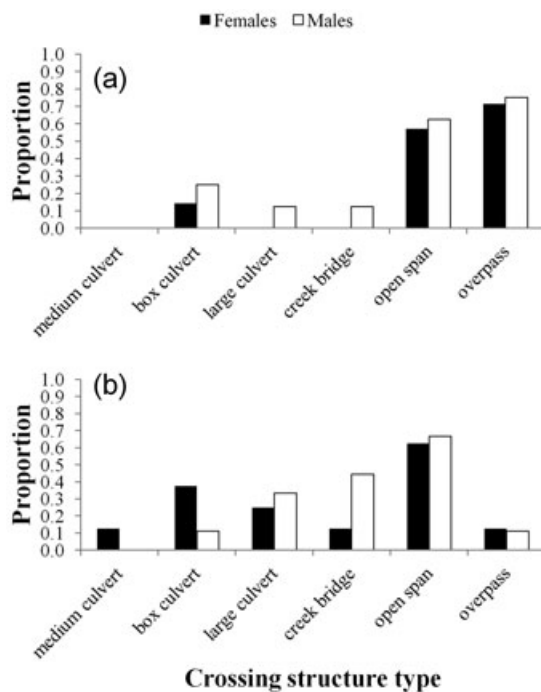 Females Males
(a)
Proportion
1.0
0.9
0.8
0.7
0.6
0.5
0.4
0.3
0.2
0.1
0.0
medium culvert
box culvert
large culvert
creek bridge
open span
overpass
(b)
Proportion
1.0
0.9
0.8
0.7
0.6
0.5
0.4
0.3
0.2
0.1
0.0
medium culvert
box culvert
large culvert
creek bridge
open span
overpass
Crossing structure type